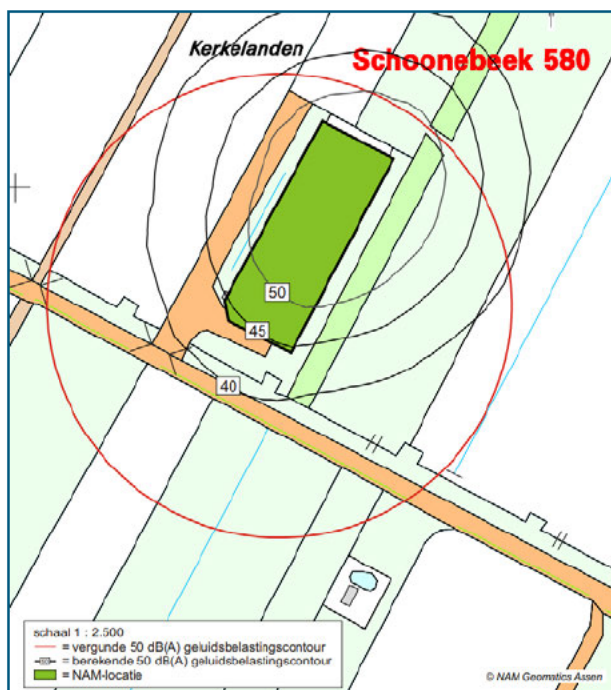 Kerkelanden
Schoonebeek 580
50
45
40
schaal 1 : 2.500
= vergunde 50 dB(A) geluidsbelastingscontour
50 = berekende 50 dB(A) geluidsbelastingscontour
= NAM-locatie
© NAM Geomatics Assen